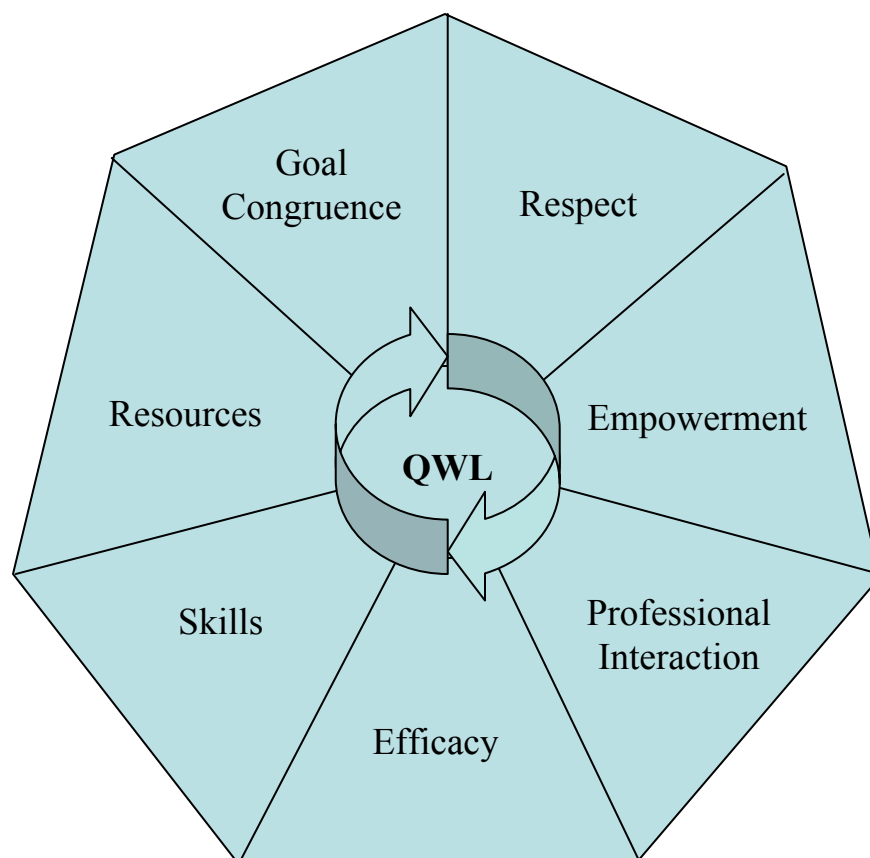 Goal
Congruence
Respect
Resources
Empowerment
QWL
Skills
Professional
Interaction
Efficacy